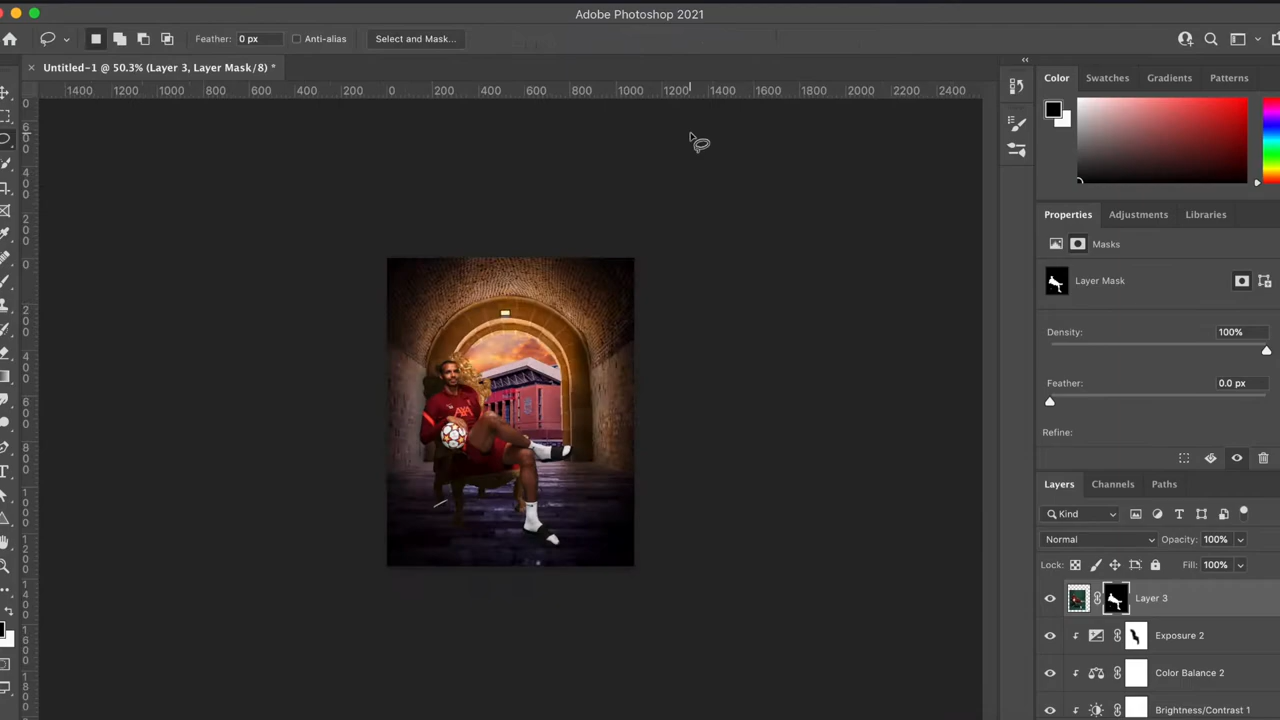 Adobe Photoshop 2021
Feather: 0 px Anti-alias Select and Mask...
× Untitled-1 @ 50.3% (Layer 3, Layer Mask/8) *
1400 1200 1000 800 600 400 200 0 200 400 600 800 1000 1200 1400 1600 1800 2000 2200 2400
Color Swatches Gradients Patterns
Properties Adjustments Libraries
Masks
Layer Mask
Density: 100%
Feather: 0.0 px
Refine:
Layers Channels Paths
Kind
Normal Opacity: 100%
Lock: Fill: 100%
Layer 3
Exposure 2
Color Balance 2
Brightness/Contrast 1
AXA